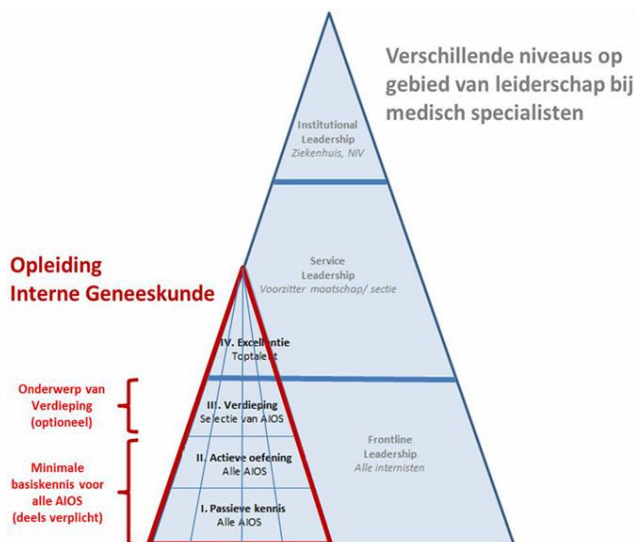 Verschillende niveaus op
gebied van leiderschap bij
medisch specialisten
Institutional
Leadership
Ziekenhuis, NIV
Service
Leadership
Voorzitter maatschap/ sectie
Opleiding
Interne Geneeskunde
IV. Excellentie
Toptalent
Onderwerp van
Verdieping
(optioneel)
III. Verdieping
Selectie van AIOS
Frontline
Leadership
Alle internisten
Minimale
basiskennis voor
alle AIOS
(deels verplicht)
II. Actieve oefening
Alle AIOS
I. Passieve kennis
Alle AIOS